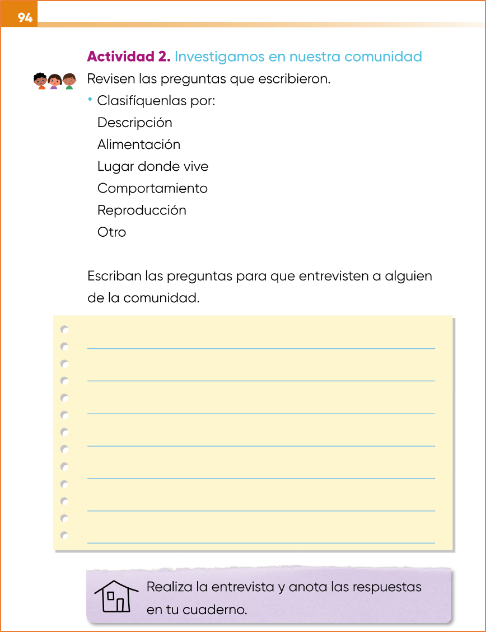 94
Actividad 2. Investigamos en nuestra comunidad
Revisen las preguntas que escribieron.
• Clasifíquenlas por:
Descripción
Alimentación
Lugar donde vive
Comportamiento
Reproducción
Otro
Escriban las preguntas para que entrevisten a alguien
de la comunidad.
Realiza la entrevista y anota las respuestas
en tu cuaderno.